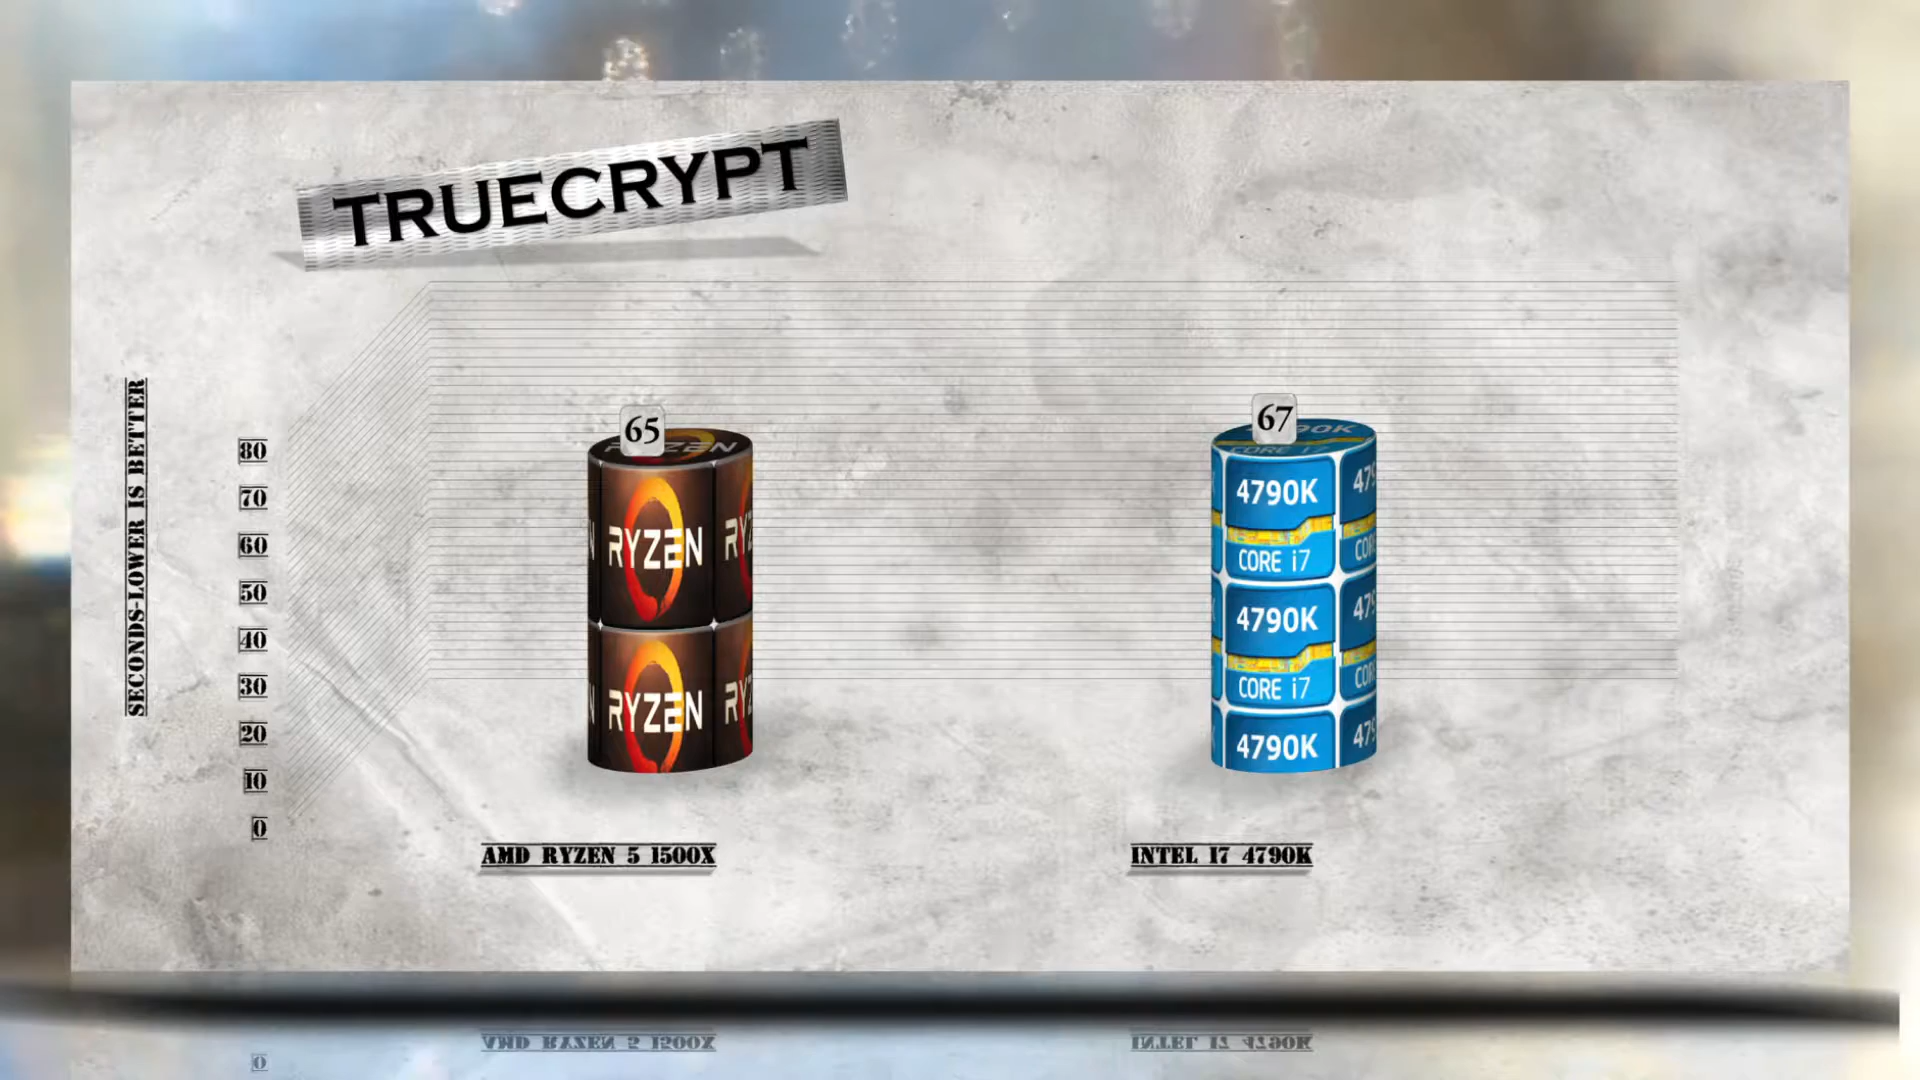 TRUECRYPT
SECONDS-LOWER IS BETTER
80
70
60
50
40
30
20
10
0
65
RYZEN
RYZEN
RYZEN
67
4790K
CORE i7
4790K
CORE i7
4790K
AMD RYZEN 5 1500X
INTEL I7 4790K